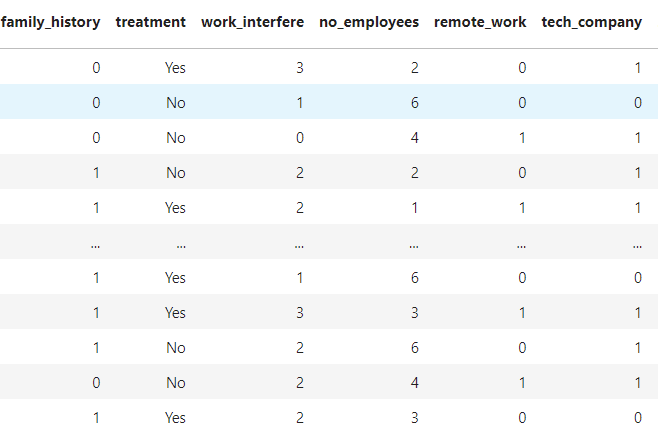 family_history treatment work_interfere no_employees remote_work tech_company
0 Yes 3 2 0 1
0 No 1 6 0 0
0 No 0 4 1 1
1 No 2 2 0 1
1 Yes 2 1 1 1
... ... ... ... ... ...
1 Yes 1 6 0 0
1 Yes 3 3 1 1
1 No 2 6 0 1
0 No 2 4 1 1
1 Yes 2 3 0 0